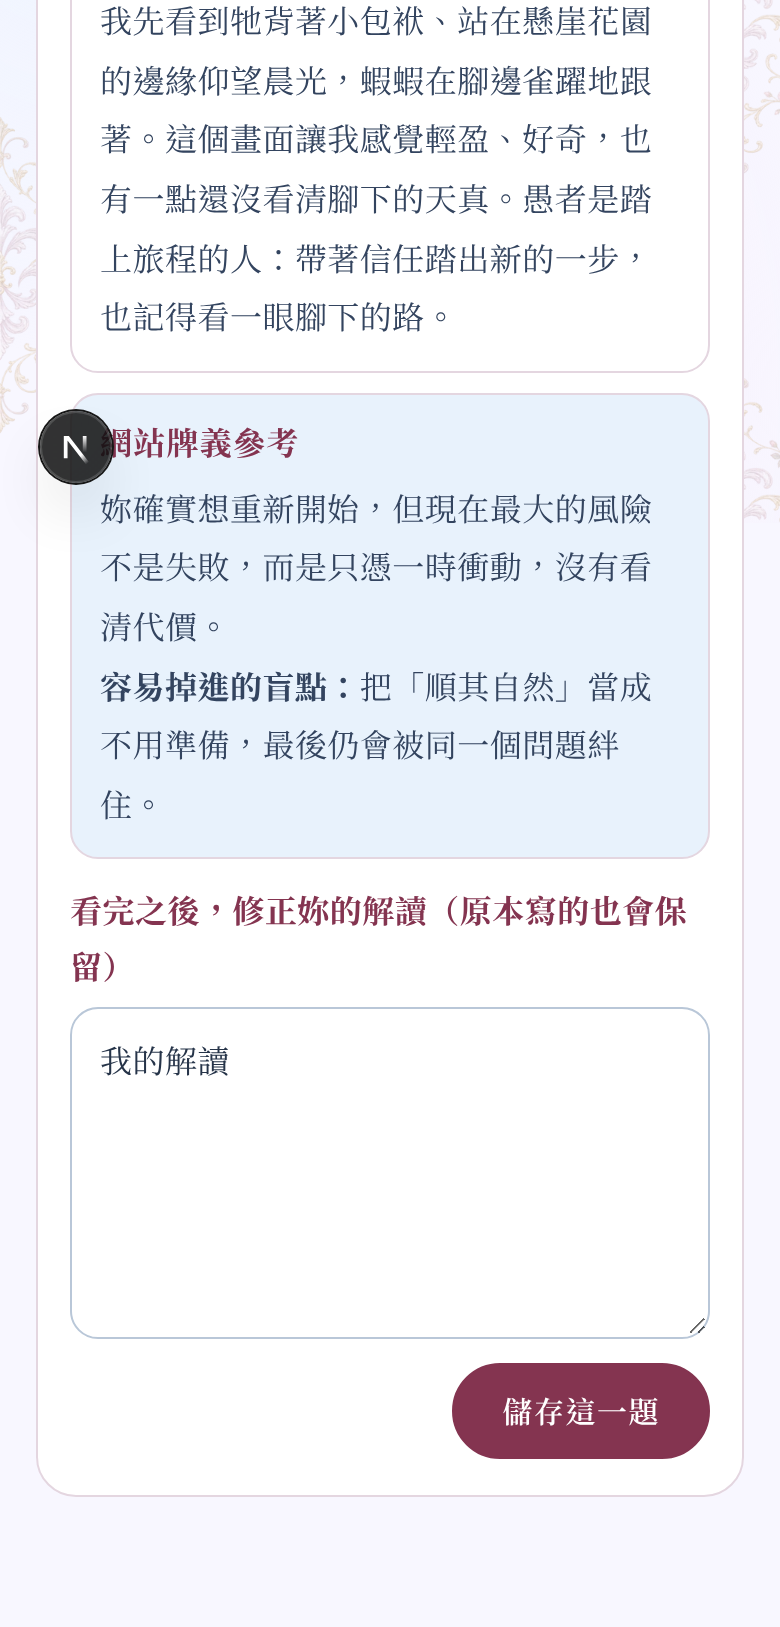 我先看到牠背著小包袱、站在懸崖花園
的邊緣仰望晨光，蝦蝦在腳邊雀躍地跟
著。這個畫面讓我感覺輕盈、好奇，也
有一點還沒看清腳下的天真。愚者是踏
上旅程的人：帶著信任踏出新的一步，
也記得看一眼腳下的路。
N
網站牌義參考
妳確實想重新開始，但現在最大的風險
不是失敗，而是只憑一時衝動，沒有看
清代價。
容易掉進的盲點：把「順其自然」當成
不用準備，最後仍會被同一個問題絆
住。
看完之後，修正妳的解讀（原本寫的也會保
留）
我的解讀
儲存這一題